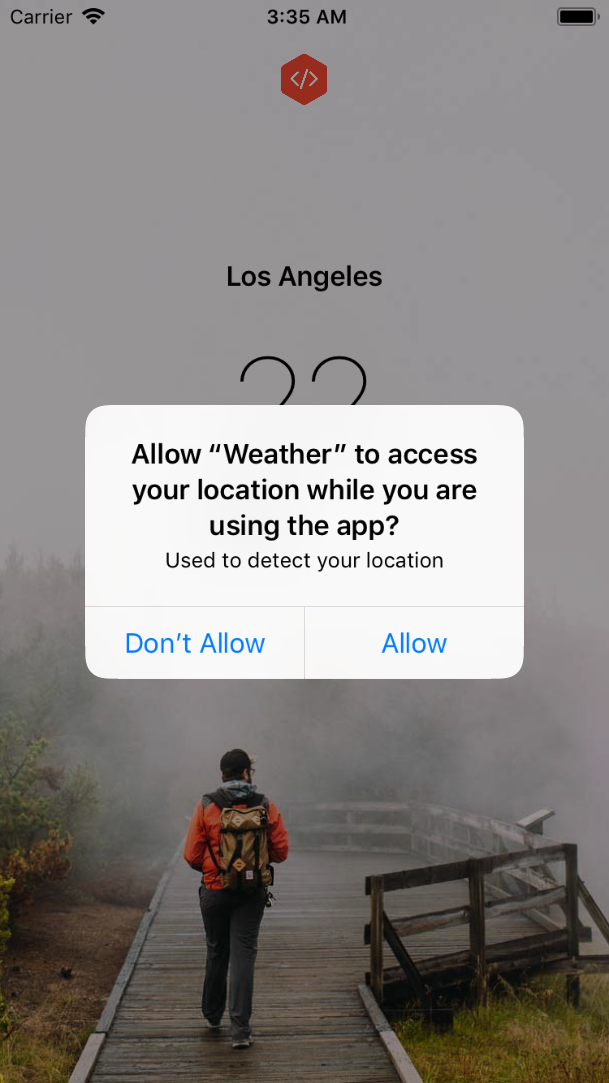 Carrier 3:35 AM
</>
Los Angeles
22
Allow “Weather” to access
your location while you are
using the app?
Used to detect your location
Don’t Allow Allow